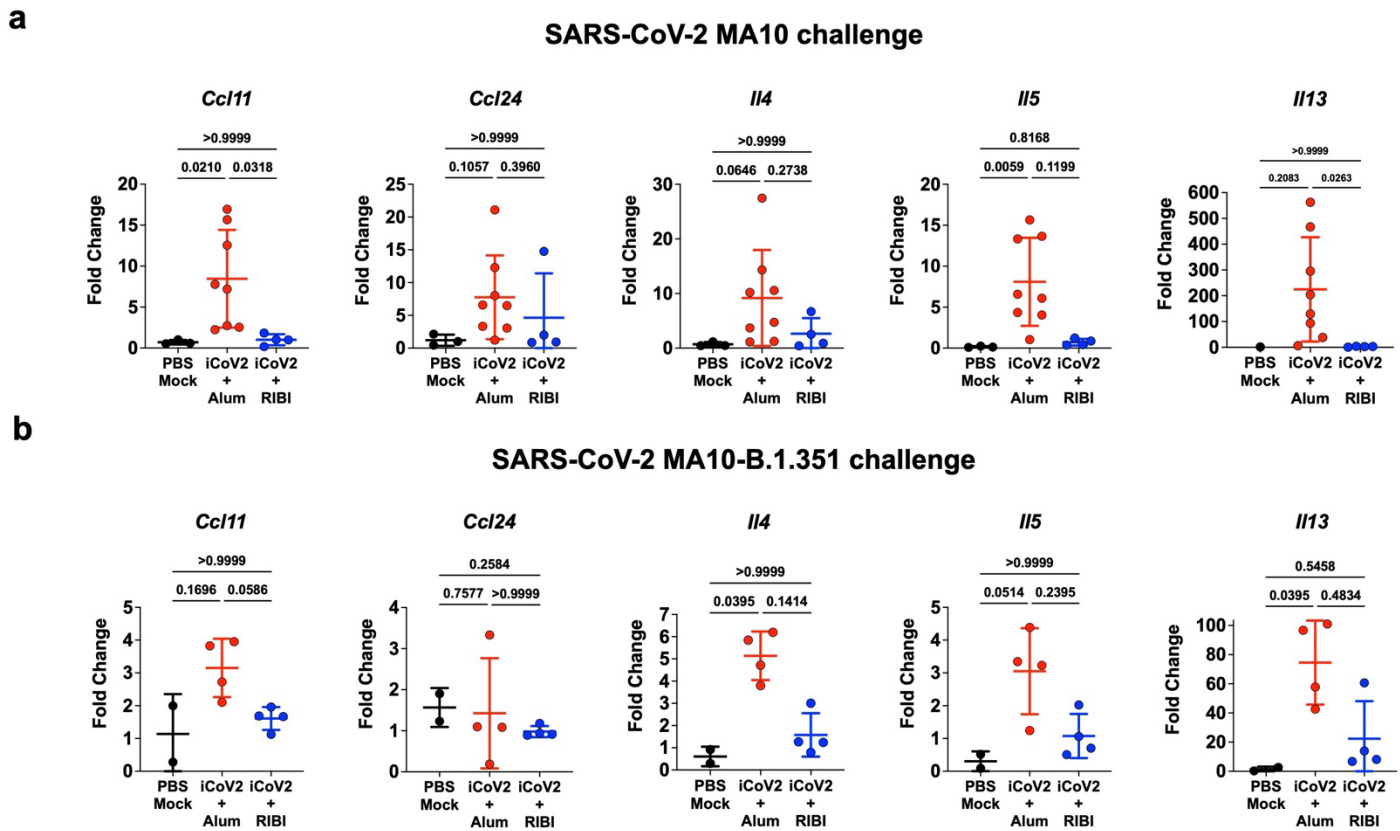 a
SARS-CoV-2 MA10 challenge
Ccl11
>0.9999
0.0210 0.0318
Fold Change
20
15
10
5
0
PBS Mock
iCoV2 + Alum
iCoV2 + RIBI
Ccl24
>0.9999
0.1057 0.3960
Fold Change
25
20
15
10
5
0
PBS Mock
iCoV2 + Alum
iCoV2 + RIBI
Il4
>0.9999
0.0646 0.2738
Fold Change
30
20
10
0
PBS Mock
iCoV2 + Alum
iCoV2 + RIBI
Il5
0.8168
0.0059 0.1199
Fold Change
20
15
10
5
0
PBS Mock
iCoV2 + Alum
iCoV2 + RIBI
Il13
>0.9999
0.2083 0.0263
Fold Change
600
500
400
300
200
100
0
PBS Mock
iCoV2 + Alum
iCoV2 + RIBI
b
SARS-CoV-2 MA10-B.1.351 challenge
Ccl11
>0.9999
0.1696 0.0586
Fold Change
5
4
3
2
1
0
PBS Mock
iCoV2 + Alum
iCoV2 + RIBI
Ccl24
0.2584
0.7577 >0.9999
Fold Change
4
3
2
1
0
PBS Mock
iCoV2 + Alum
iCoV2 + RIBI
Il4
>0.9999
0.0395 0.1414
Fold Change
7
6
5
4
3
2
1
0
PBS Mock
iCoV2 + Alum
iCoV2 + RIBI
Il5
>0.9999
0.0514 0.2395
Fold Change
5
4
3
2
1
0
PBS Mock
iCoV2 + Alum
iCoV2 + RIBI
Il13
0.5458
0.0395 0.4834
Fold Change
100
80
60
40
20
0
PBS Mock
iCoV2 + Alum
iCoV2 + RIBI